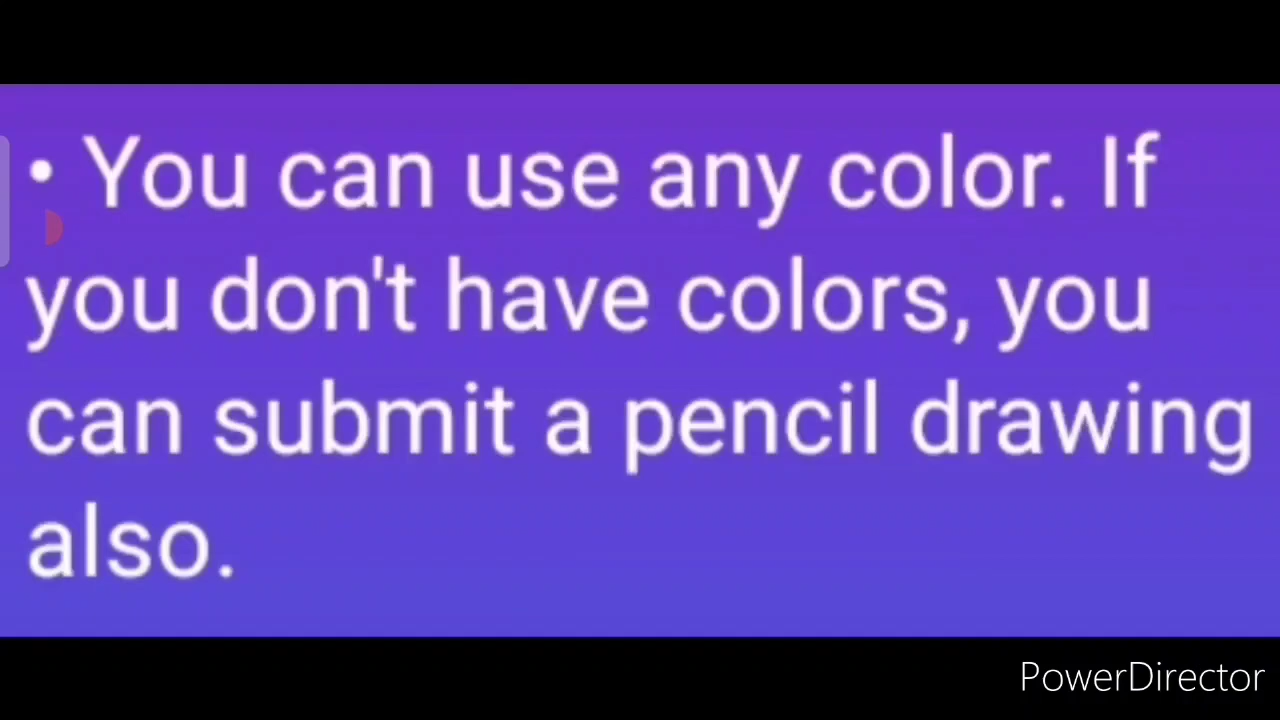 • You can use any color. If
you don't have colors, you
can submit a pencil drawing
also.
PowerDirector